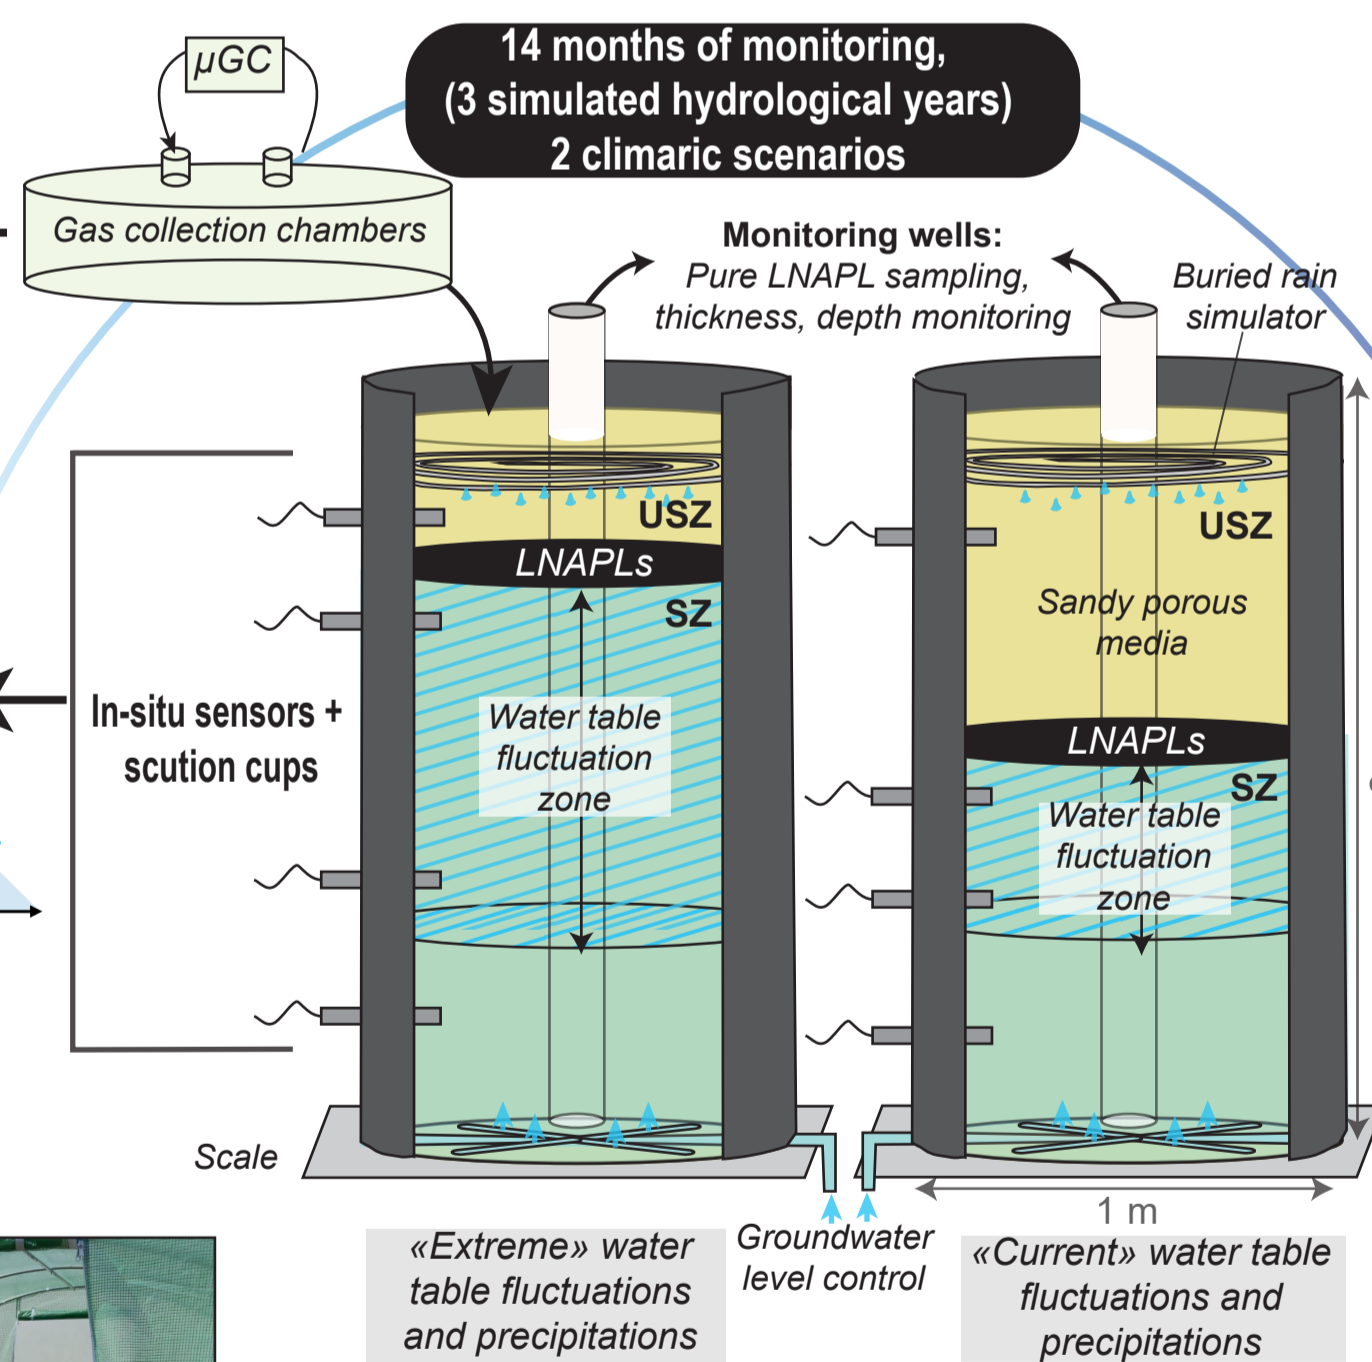 14 months of monitoring,
(3 simulated hydrological years)
2 climaric scenarios
µGC
Gas collection chambers
Monitoring wells:
Pure LNAPL sampling,
thickness, depth monitoring
Buried rain
simulator
USZ
LNAPLs
SZ
Water table
fluctuation
zone
USZ
Sandy porous
media
LNAPLs
SZ
Water table
fluctuation
zone
In-situ sensors +
scution cups
Scale
1 m
«Extreme» water
table fluctuations
and precipitations
Groundwater
level control
«Current» water table
fluctuations and
precipitations